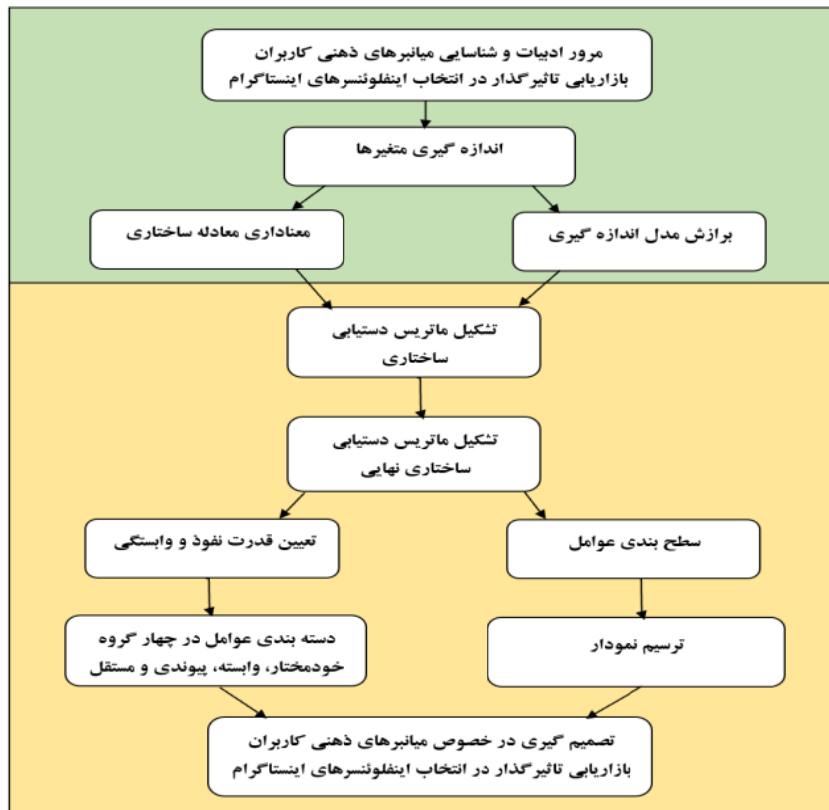 مرور ادبیات و شناسایی میانبرهای ذهنی کاربران
بازاریابی تاثیرگذار در انتخاب اینفلوئنسرهای اینستاگرام
اندازه گیری متغیرها
برازش مدل اندازه گیری
معناداری معادله ساختاری
تشکیل ماتریس دستیابی
ساختاری
تشکیل ماتریس دستیابی
ساختاری نهایی
سطح بندی عوامل
تعیین قدرت نفوذ و وابستگی
ترسیم نمودار
دسته بندی عوامل در چهار گروه
خودمختار، وابسته، پیوندی و مستقل
تصمیم گیری در خصوص میانبرهای ذهنی کاربران
بازاریابی تاثیرگذار در انتخاب اینفلوئنسرهای اینستاگرام